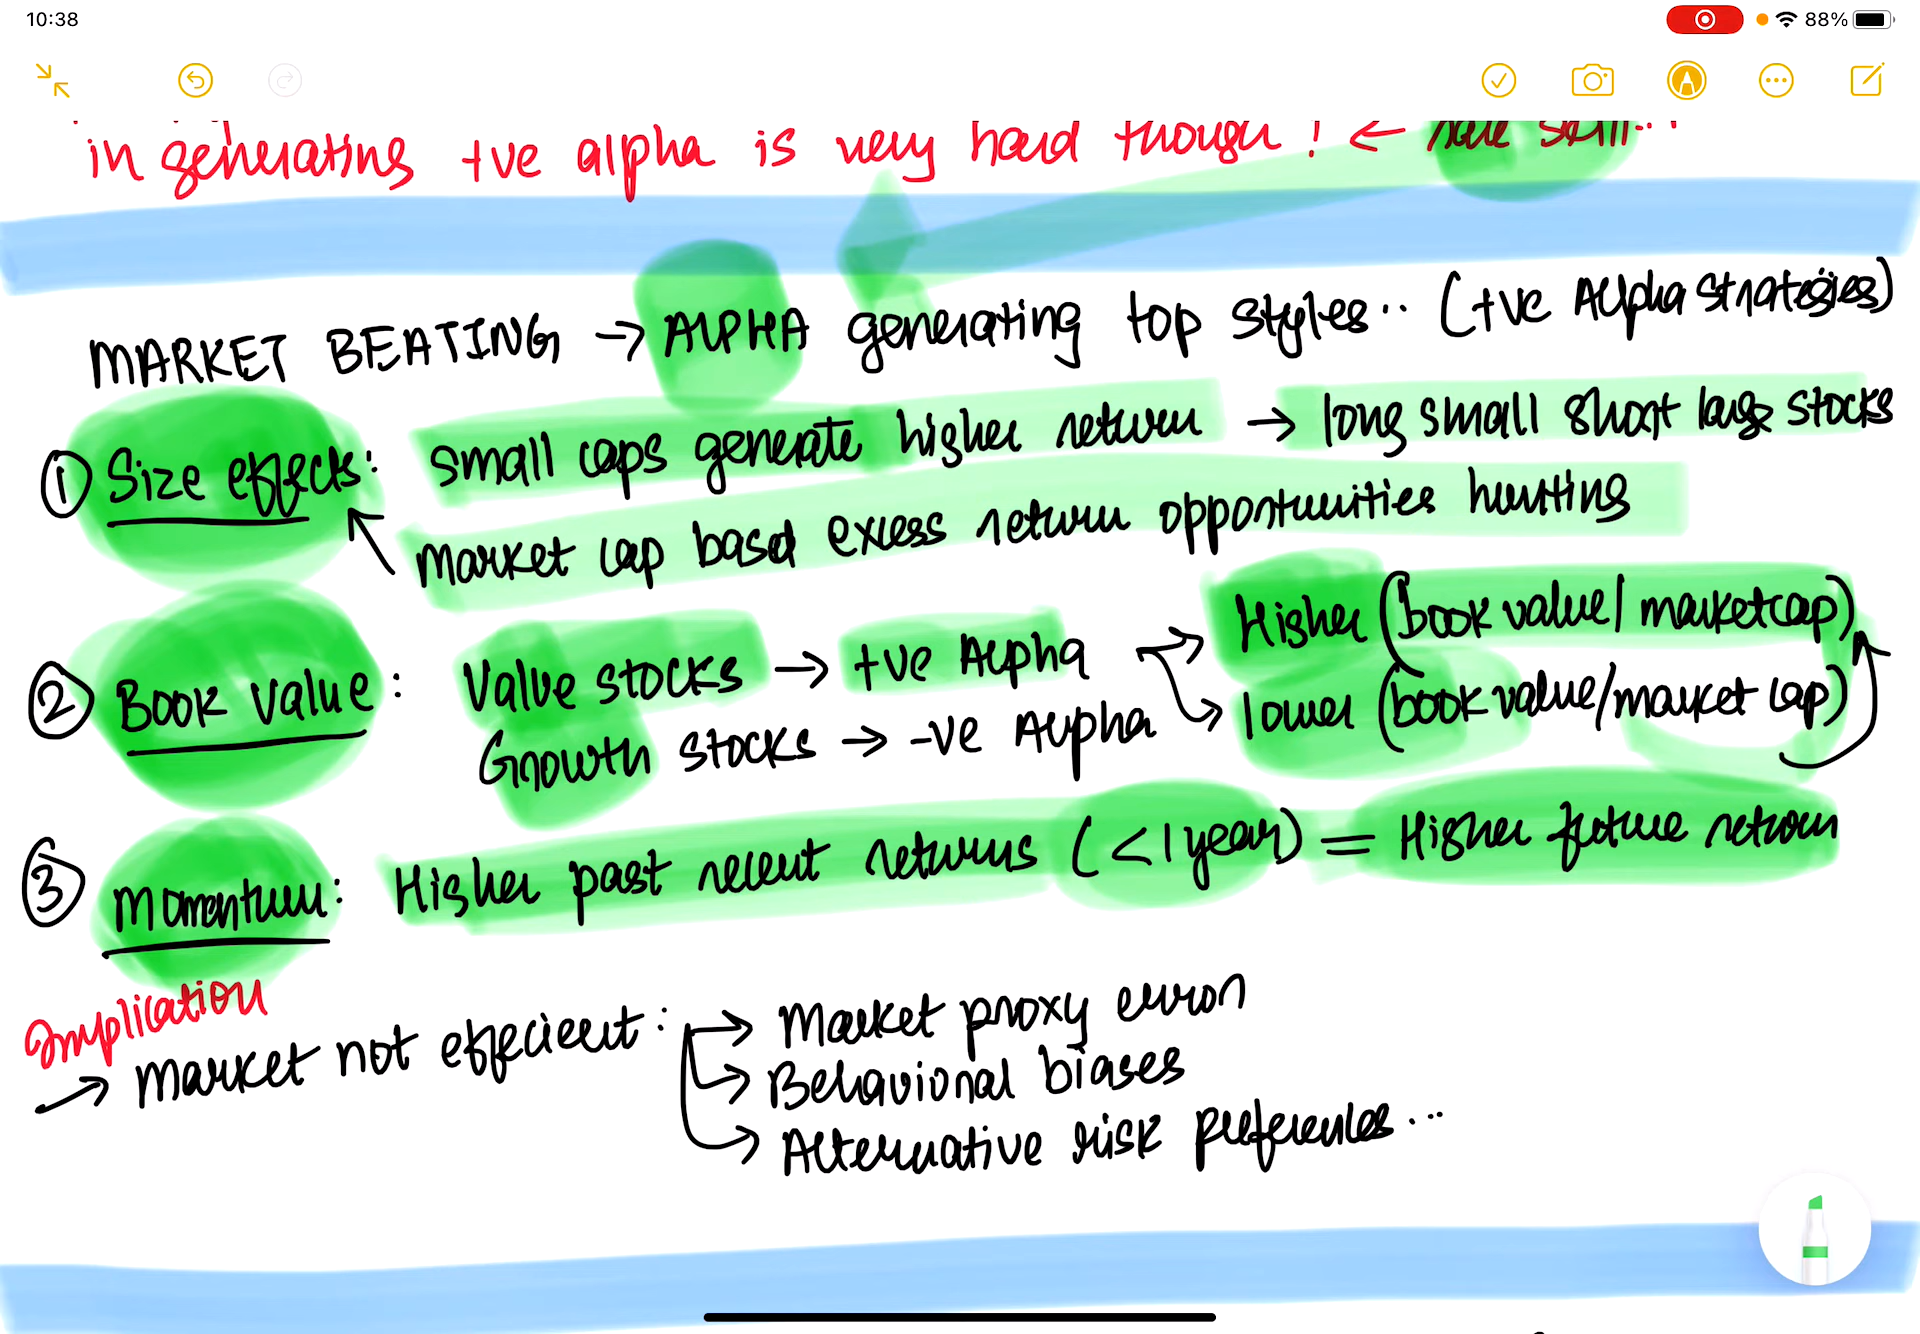 10:38
88%
in generating +ve alpha is very hard though! ← rare skill..
MARKET BEATING → ALPHA generating top styles.. (+ve Alpha Strategies)
① Size effects: Small caps generate higher return → long small short large stocks
Market cap based excess return opportunities hunting
② Book Value: Value stocks → +ve Alpha → Higher (book value/marketcap)
Growth stocks → -ve Alpha → lower (book value/market cap)
③ Momentum: Higher past recent returns (<1 year) = Higher future return
Implication
→ Market not effecient: → Market proxy error
→ Behavioral biases
→ Alternative risk preferences...